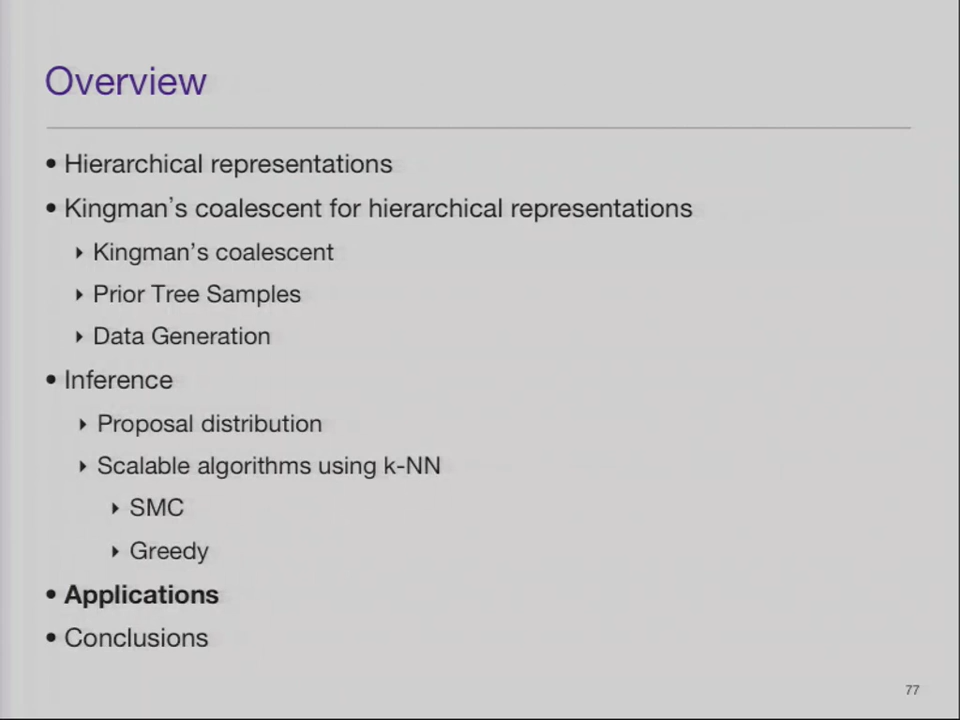 Overview
• Hierarchical representations
• Kingman's coalescent for hierarchical representations
‣ Kingman's coalescent
‣ Prior Tree Samples
‣ Data Generation
• Inference
‣ Proposal distribution
‣ Scalable algorithms using k-NN
‣ SMC
‣ Greedy
• Applications
• Conclusions
77